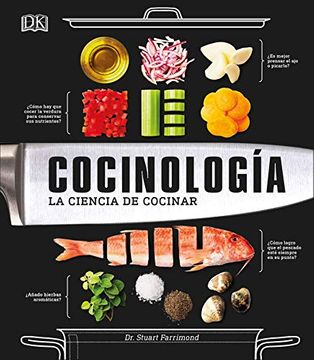 DK
¿Es mejor
prensar el ajo
o picarlo?
¿Cómo hay que
cocer la verdura
para conservar
sus nutrientes?
COCINOLOGÍA
LA CIENCIA DE COCINAR
¿Cómo logro
que el pescado
esté siempre
en su punto?
¿Añado hierbas
aromáticas?
Dr. Stuart Farrimond